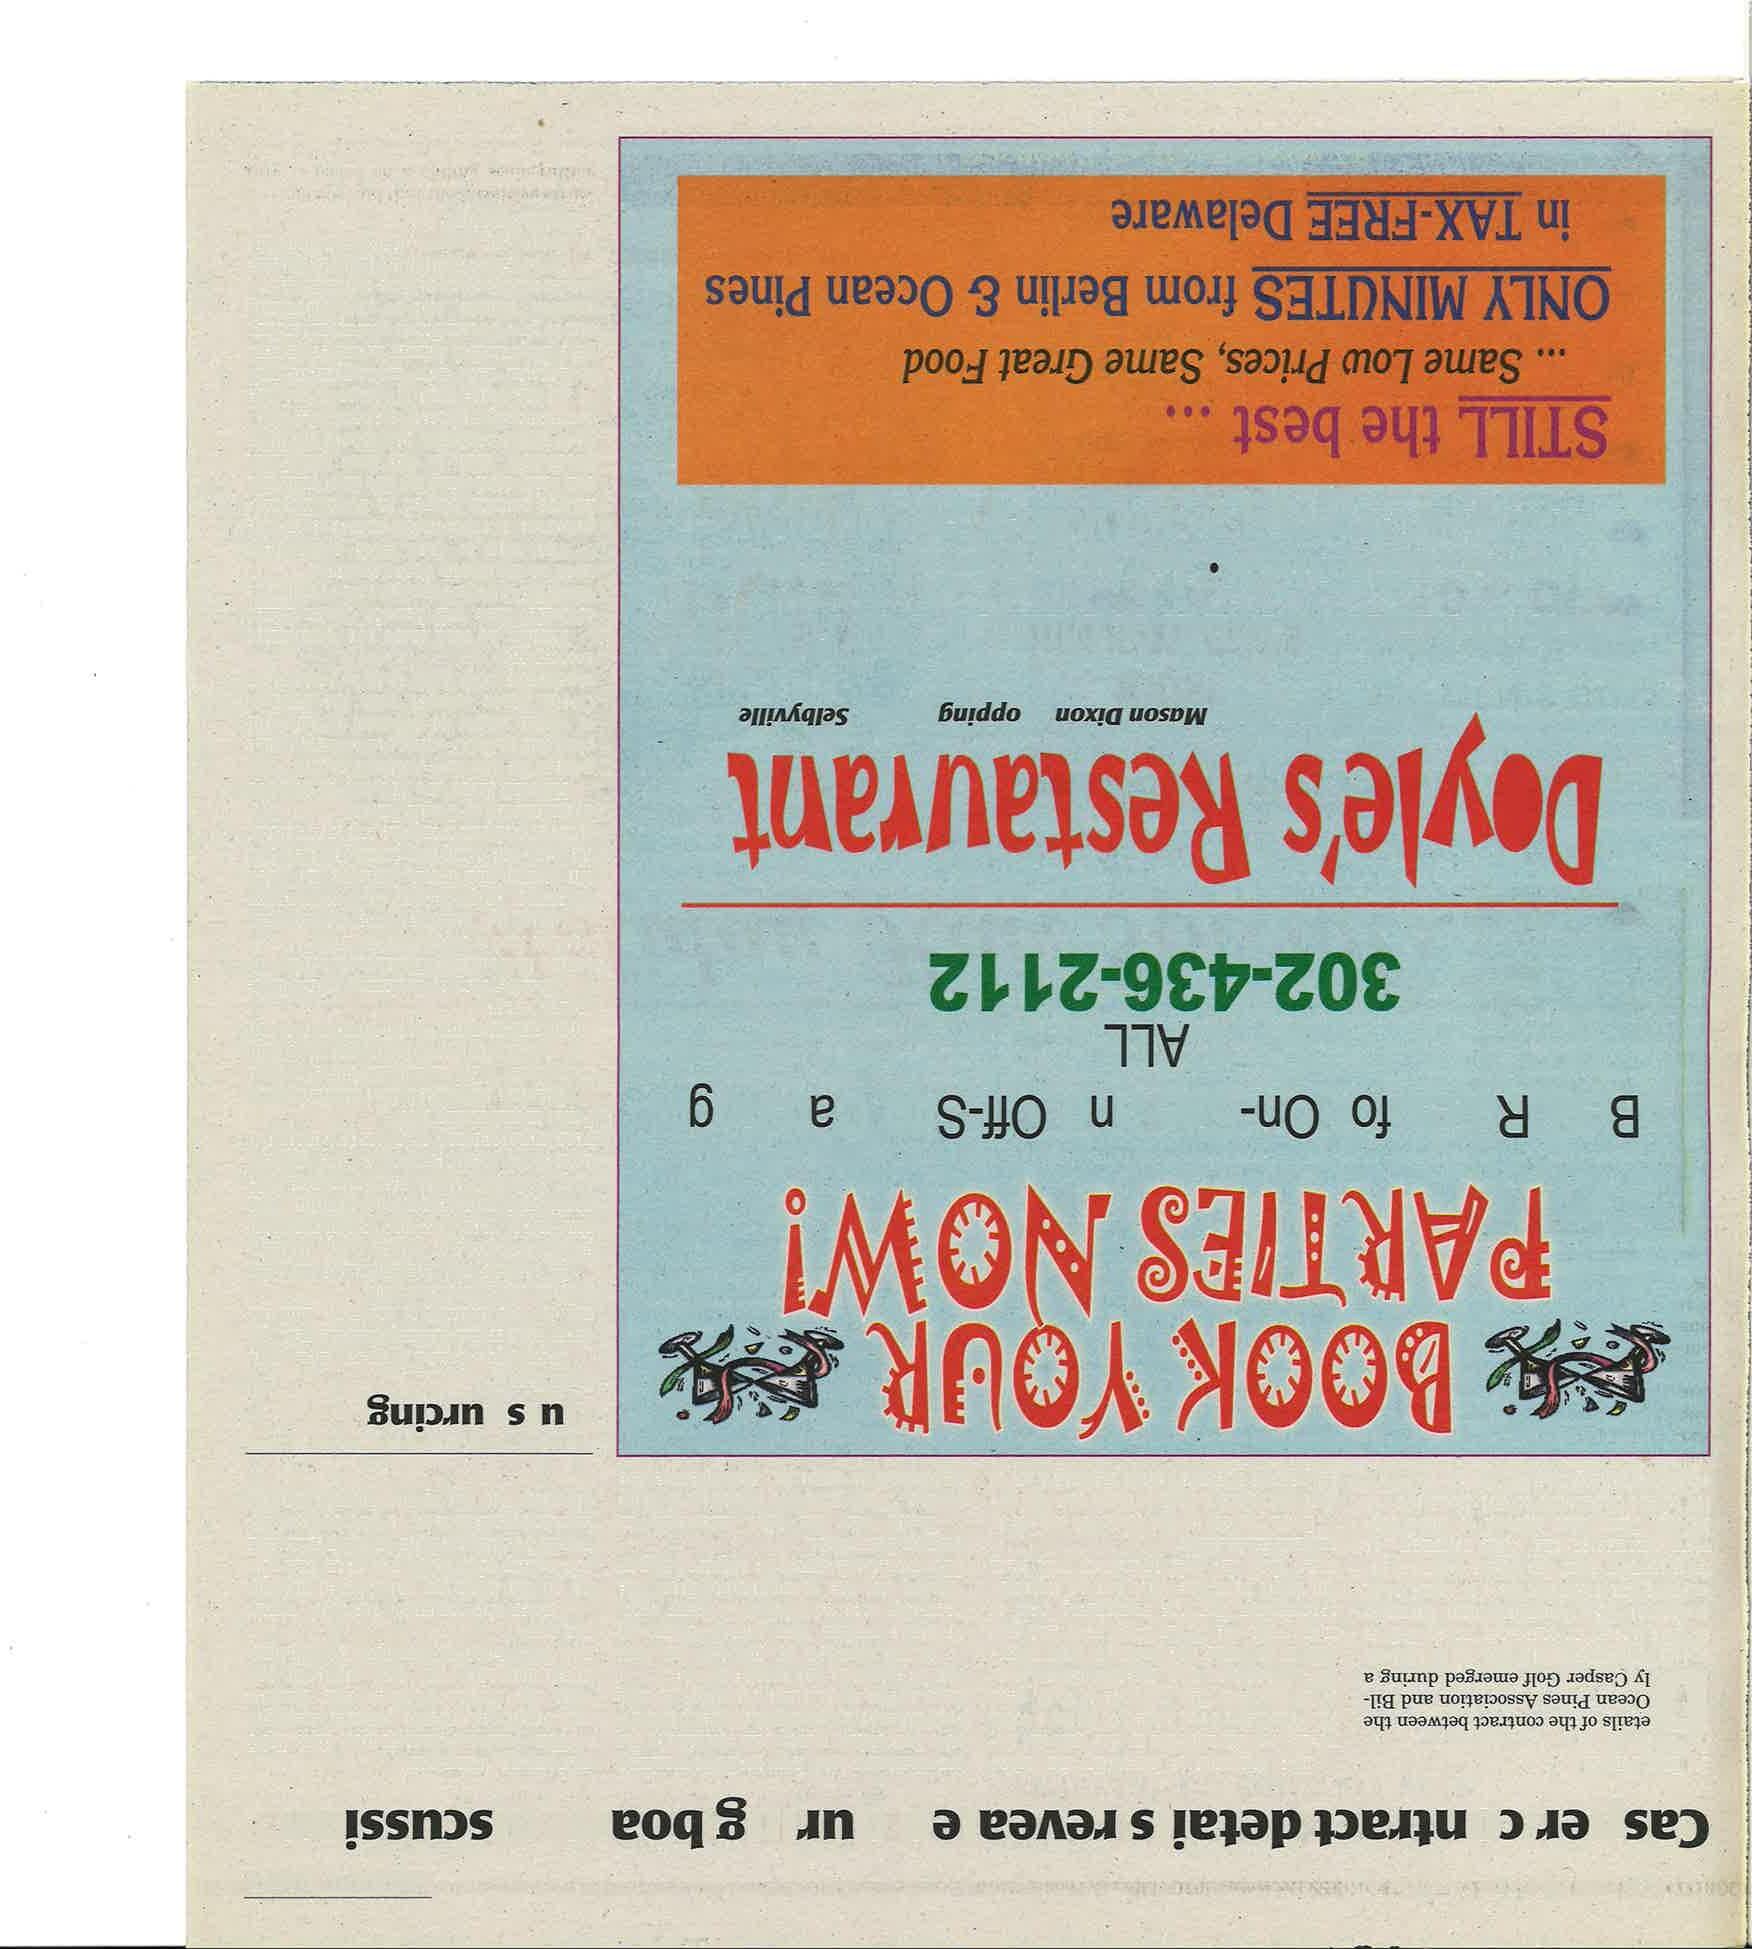 Cas er c ntract detai s revea e ur g boa scussi
etails of the contract between the
Ocean Pines Association and Bil-
ly Casper Golf emerged during a
u s urcing
BOOK YOUR
PARTIES NOW!
B R fo On- n Off-S a g
ALL
302-436-2112
Doyle's Restaurant
Mason Dixon opping Selbyville
STILL the best ...
... Same Low Prices, Same Great Food
ONLY MINUTES from Berlin & Ocean Pines
in TAX-FREE Delaware